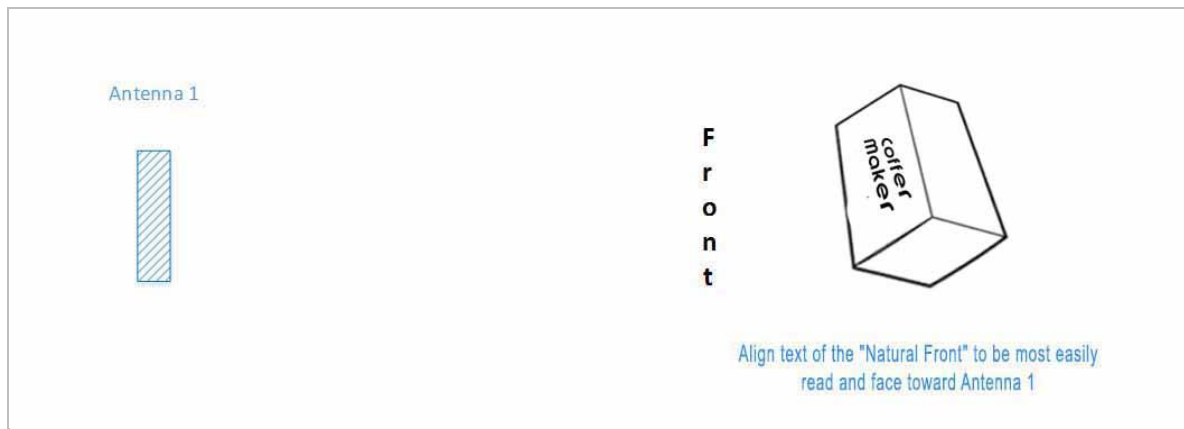 Antenna 1
Front
coffer
maker
Align text of the "Natural Front" to be most easily
read and face toward Antenna 1